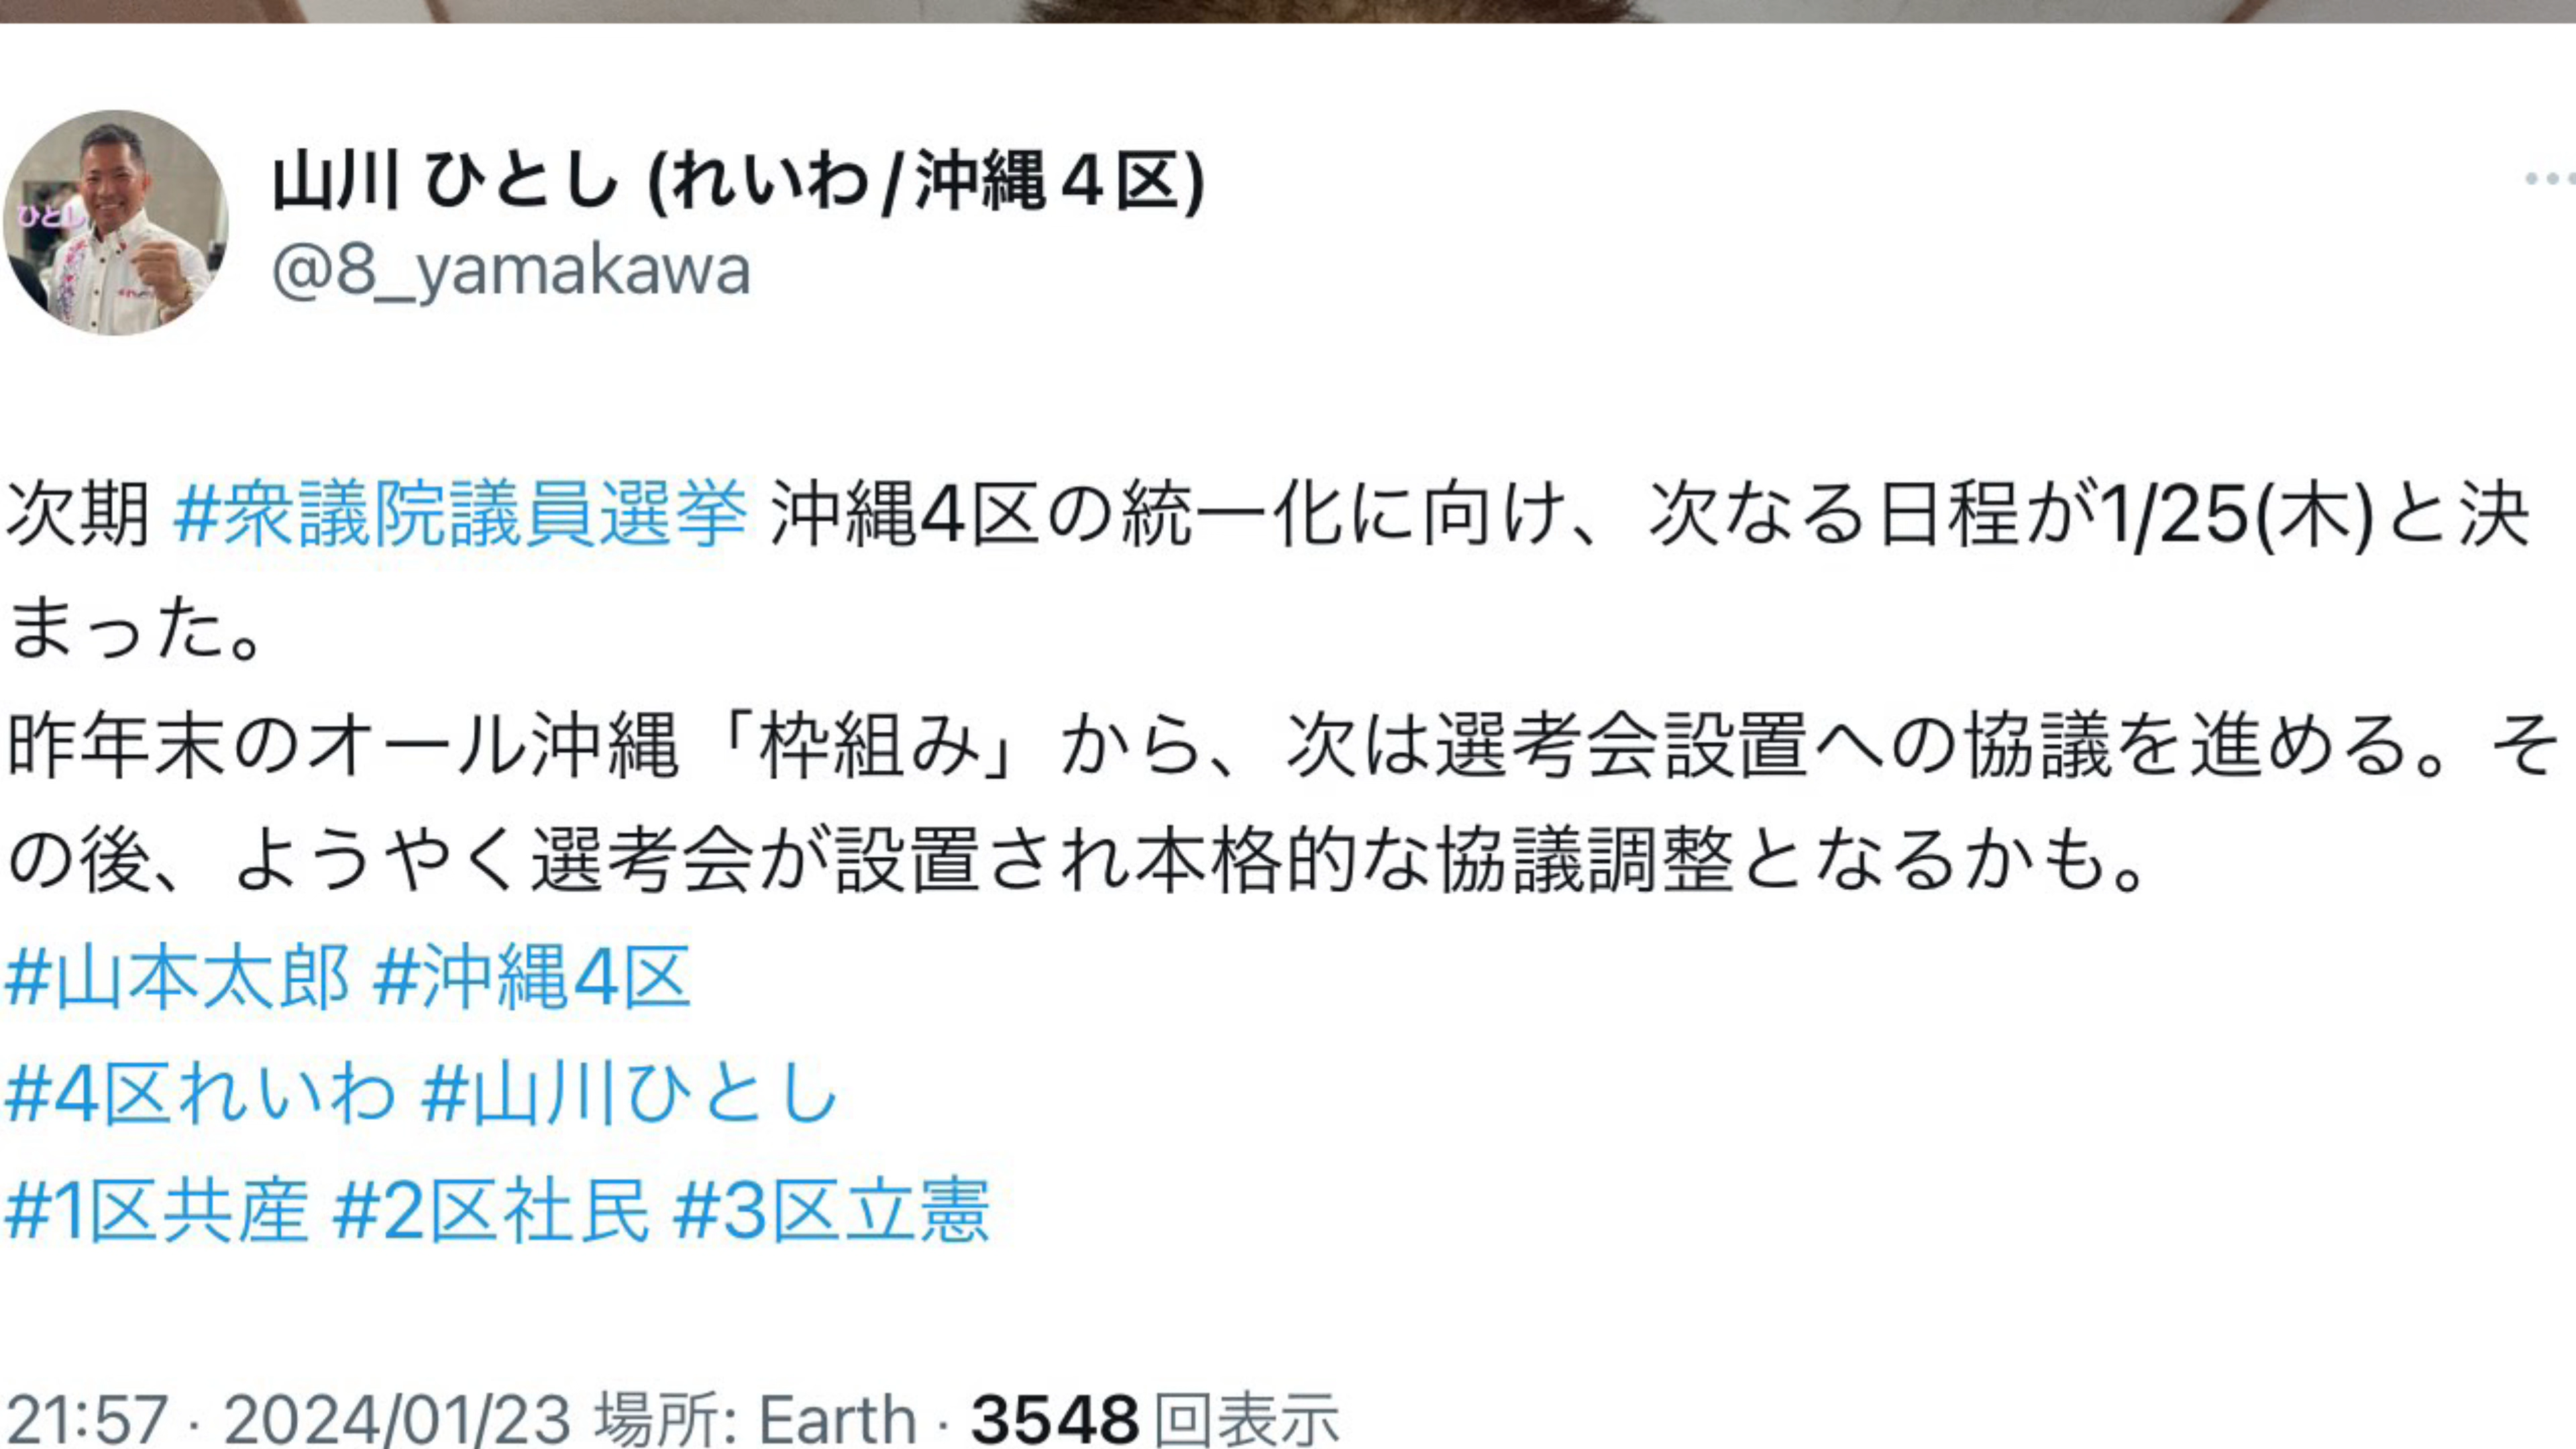 ひとし
山川 ひとし (れいわ/沖縄４区)
@8_yamakawa
次期 #衆議院議員選挙 沖縄4区の統一化に向け、次なる日程が1/25(木)と決
まった。
昨年末のオール沖縄「枠組み」から、次は選考会設置への協議を進める。そ
の後、ようやく選考会が設置され本格的な協議調整となるかも。
#山本太郎 #沖縄4区
#4区れいわ #山川ひとし
#1区共産 #2区社民 #3区立憲
21:57 · 2024/01/23 場所: Earth · 3548 回表示